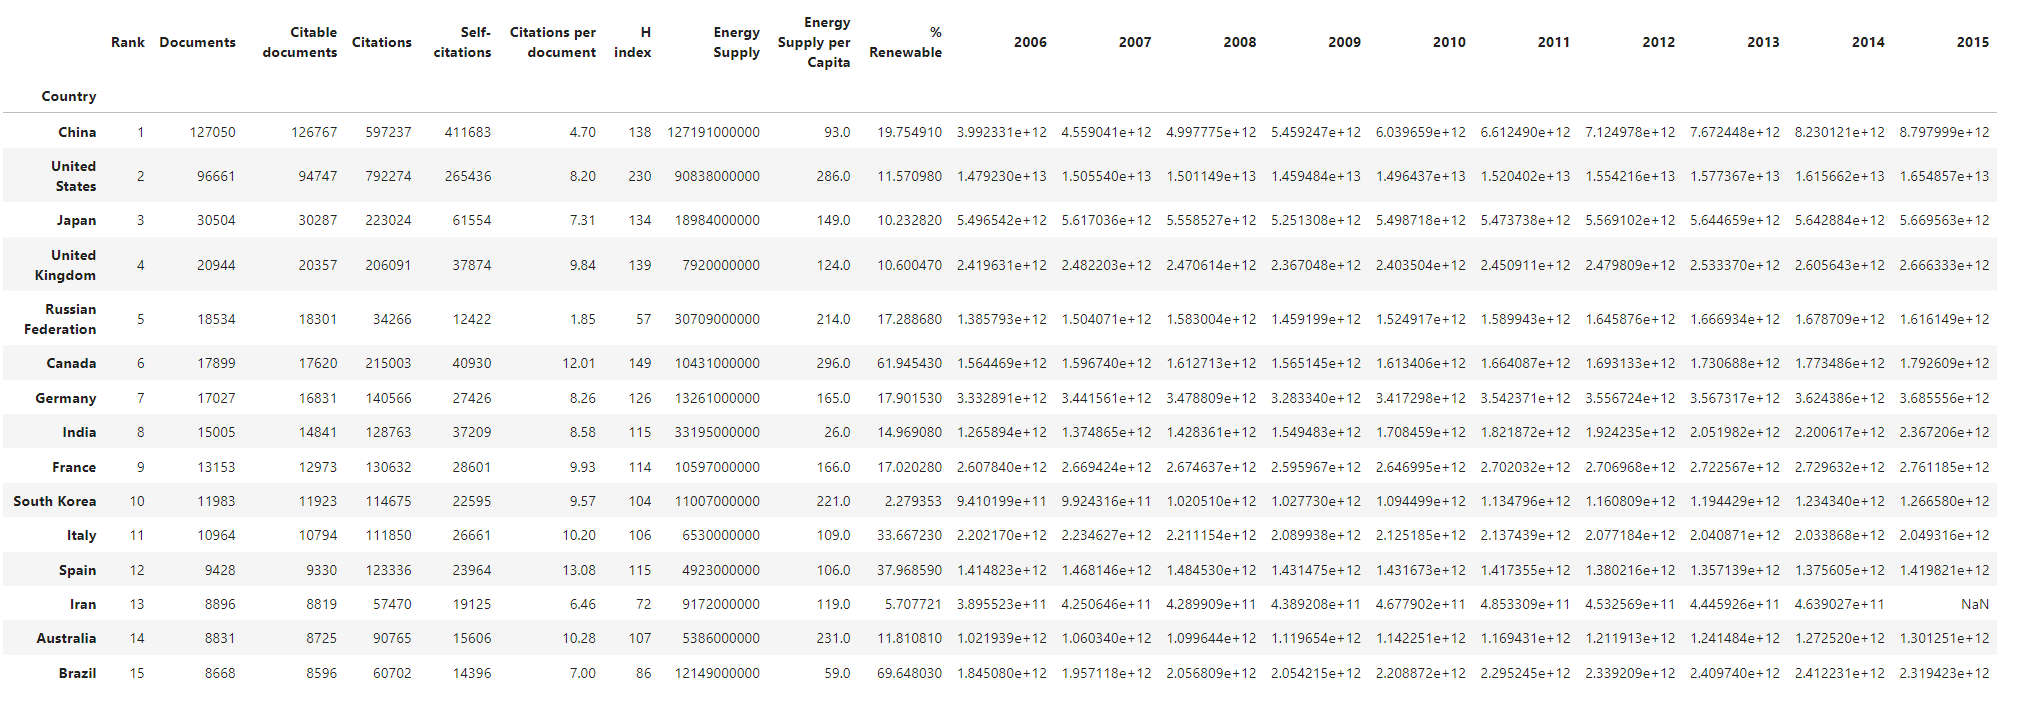 Rank Documents Citable documents Citations Self-citations Citations per document H index Energy Supply Energy Supply per Capita % Renewable 2006 2007 2008 2009 2010 2011 2012 2013 2014 2015
Country
China 1 127050 126767 597237 411683 4.70 138 127191000000 93.0 19.754910 3.992331e+12 4.559041e+12 4.997775e+12 5.459247e+12 6.039659e+12 6.612490e+12 7.124978e+12 7.672448e+12 8.230121e+12 8.797999e+12
United States 2 96661 94747 792274 265436 8.20 230 90838000000 286.0 11.570980 1.479230e+13 1.505540e+13 1.501149e+13 1.459484e+13 1.496437e+13 1.520402e+13 1.554216e+13 1.577367e+13 1.615662e+13 1.654857e+13
Japan 3 30504 30287 223024 61554 7.31 134 18984000000 149.0 10.232820 5.496542e+12 5.617036e+12 5.558527e+12 5.251308e+12 5.498718e+12 5.473738e+12 5.569102e+12 5.644659e+12 5.642884e+12 5.669563e+12
United Kingdom 4 20944 20357 206091 37874 9.84 139 7920000000 124.0 10.600470 2.419631e+12 2.482203e+12 2.470614e+12 2.367048e+12 2.403504e+12 2.450911e+12 2.479809e+12 2.533370e+12 2.605643e+12 2.666333e+12
Russian Federation 5 18534 18301 34266 12422 1.85 57 30709000000 214.0 17.288680 1.385793e+12 1.504071e+12 1.583004e+12 1.459199e+12 1.524917e+12 1.589943e+12 1.645876e+12 1.666934e+12 1.678709e+12 1.616149e+12
Canada 6 17899 17620 215003 40930 12.01 149 10431000000 296.0 61.945430 1.564469e+12 1.596740e+12 1.612713e+12 1.565145e+12 1.613406e+12 1.664087e+12 1.693133e+12 1.730688e+12 1.773486e+12 1.792609e+12
Germany 7 17027 16831 140566 27426 8.26 126 13261000000 165.0 17.901530 3.332891e+12 3.441561e+12 3.478809e+12 3.283340e+12 3.417298e+12 3.542371e+12 3.556724e+12 3.567317e+12 3.624386e+12 3.685556e+12
India 8 15005 14841 128763 37209 8.58 115 33195000000 26.0 14.969080 1.265894e+12 1.374865e+12 1.428361e+12 1.549483e+12 1.708459e+12 1.821872e+12 1.924235e+12 2.051982e+12 2.200617e+12 2.367206e+12
France 9 13153 12973 130632 28601 9.93 114 10597000000 166.0 17.020280 2.607840e+12 2.669424e+12 2.674637e+12 2.595967e+12 2.646995e+12 2.702032e+12 2.706968e+12 2.722567e+12 2.729632e+12 2.761185e+12
South Korea 10 11983 11923 114675 22595 9.57 104 11007000000 221.0 2.279353 9.410199e+11 9.924316e+11 1.020510e+12 1.027730e+12 1.094499e+12 1.134796e+12 1.160809e+12 1.194429e+12 1.234340e+12 1.266580e+12
Italy 11 10964 10794 111850 26661 10.20 106 6530000000 109.0 33.667230 2.202170e+12 2.234627e+12 2.211154e+12 2.089938e+12 2.125185e+12 2.137439e+12 2.077184e+12 2.040871e+12 2.033868e+12 2.049316e+12
Spain 12 9428 9330 123336 23964 13.08 115 4923000000 106.0 37.968590 1.414823e+12 1.468146e+12 1.484530e+12 1.431475e+12 1.431673e+12 1.417355e+12 1.380216e+12 1.357139e+12 1.375605e+12 1.419821e+12
Iran 13 8896 8819 57470 19125 6.46 72 9172000000 119.0 5.707721 3.895523e+11 4.250646e+11 4.289909e+11 4.389208e+11 4.677902e+11 4.853309e+11 4.532569e+11 4.445926e+11 4.639027e+11 NaN
Australia 14 8831 8725 90765 15606 10.28 107 5386000000 231.0 11.810810 1.021939e+12 1.060340e+12 1.099644e+12 1.119654e+12 1.142251e+12 1.169431e+12 1.211913e+12 1.241484e+12 1.272520e+12 1.301251e+12
Brazil 15 8668 8596 60702 14396 7.00 86 12149000000 59.0 69.648030 1.845080e+12 1.957118e+12 2.056809e+12 2.054215e+12 2.208872e+12 2.295245e+12 2.339209e+12 2.409740e+12 2.412231e+12 2.319423e+12